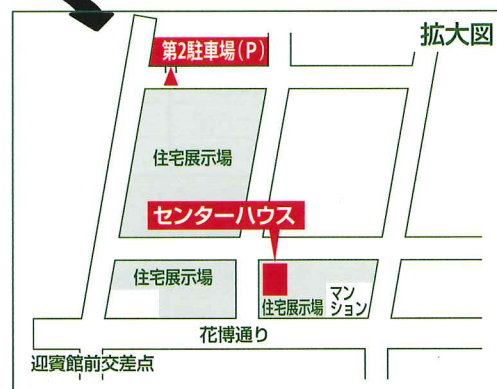 拡大図
第2駐車場(P)
住宅展示場
センターハウス
住宅展示場
住宅展示場
マン
ション
花博通り
迎賓館前交差点